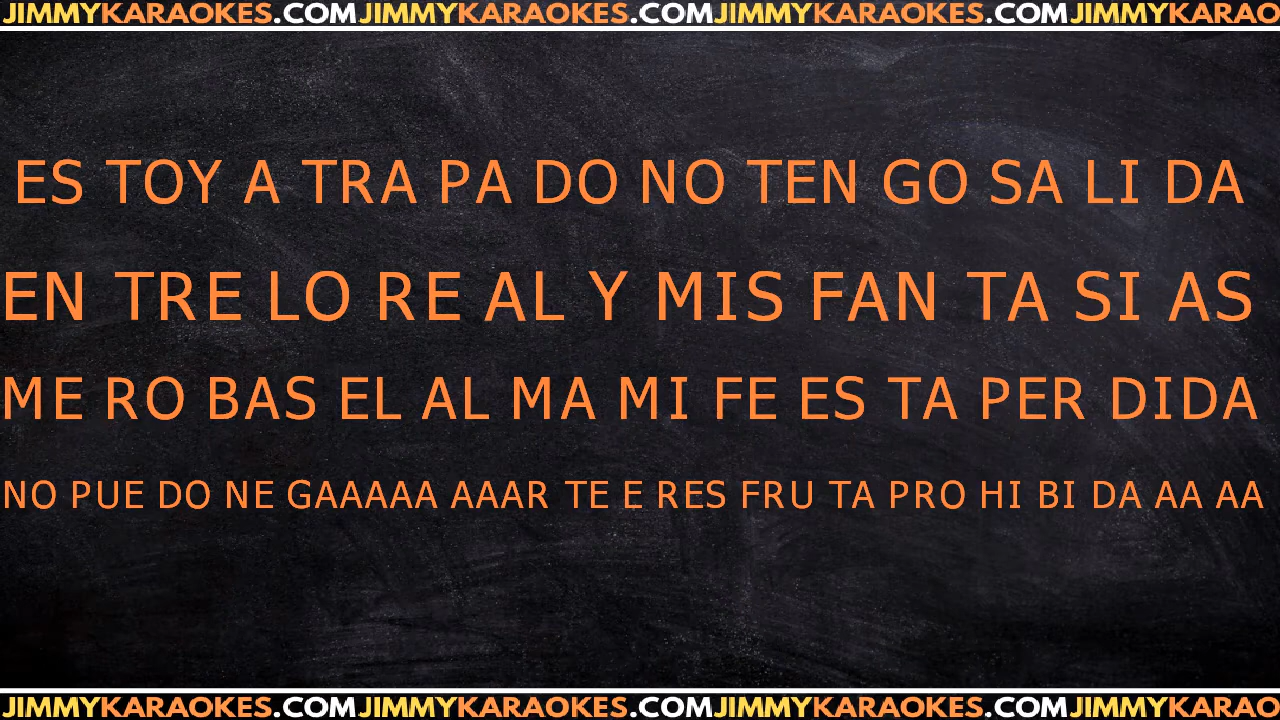 JIMMYKARAOKES.COMJIMMYKARAOKES.COMJIMMYKARAOKES.COMJIMMYKARAO
ES TOY A TRA PA DO NO TEN GO SA LI DA
EN TRE LO RE AL Y MIS FAN TA SI AS
ME RO BAS EL AL MA MI FE ES TA PER DIDA
NO PUE DO NE GAAAAA AAAR TE E RES FRU TA PRO HI BI DA AA AA
JIMMYKARAOKES.COMJIMMYKARAOKES.COMJIMMYKARAOKES.COMJIMMYKARAO